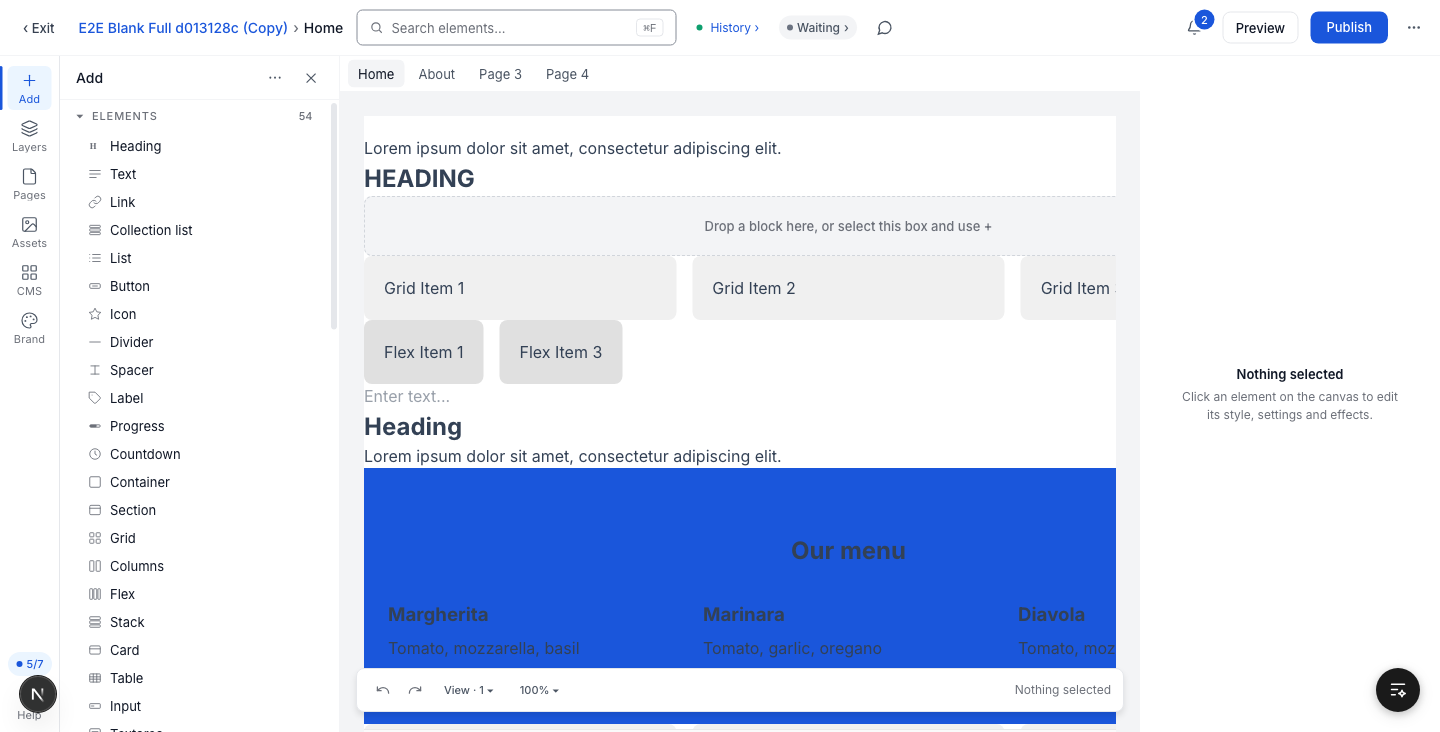 ‹ Exit
E2E Blank Full d013128c (Copy) › Home
Search elements...
⌘F
History ›
Waiting ›
2
Preview
Publish
Add
Layers
Pages
Assets
CMS
Brand
5/7
N
Help
Add
ELEMENTS 54
Heading
Text
Link
Collection list
List
Button
Icon
Divider
Spacer
Label
Progress
Countdown
Container
Section
Grid
Columns
Flex
Stack
Card
Table
Input
Home About Page 3 Page 4
Lorem ipsum dolor sit amet, consectetur adipiscing elit.
HEADING
Drop a block here, or select this box and use +
Grid Item 1 Grid Item 2 Grid Item
Flex Item 1 Flex Item 3
Enter text...
Heading
Lorem ipsum dolor sit amet, consectetur adipiscing elit.
Our menu
Margherita Marinara Diavola
Tomato, mozzarella, basil Tomato, garlic, oregano Tomato,
View · 1 100% Nothing selected
Nothing selected
Click an element on the canvas to edit
its style, settings and effects.